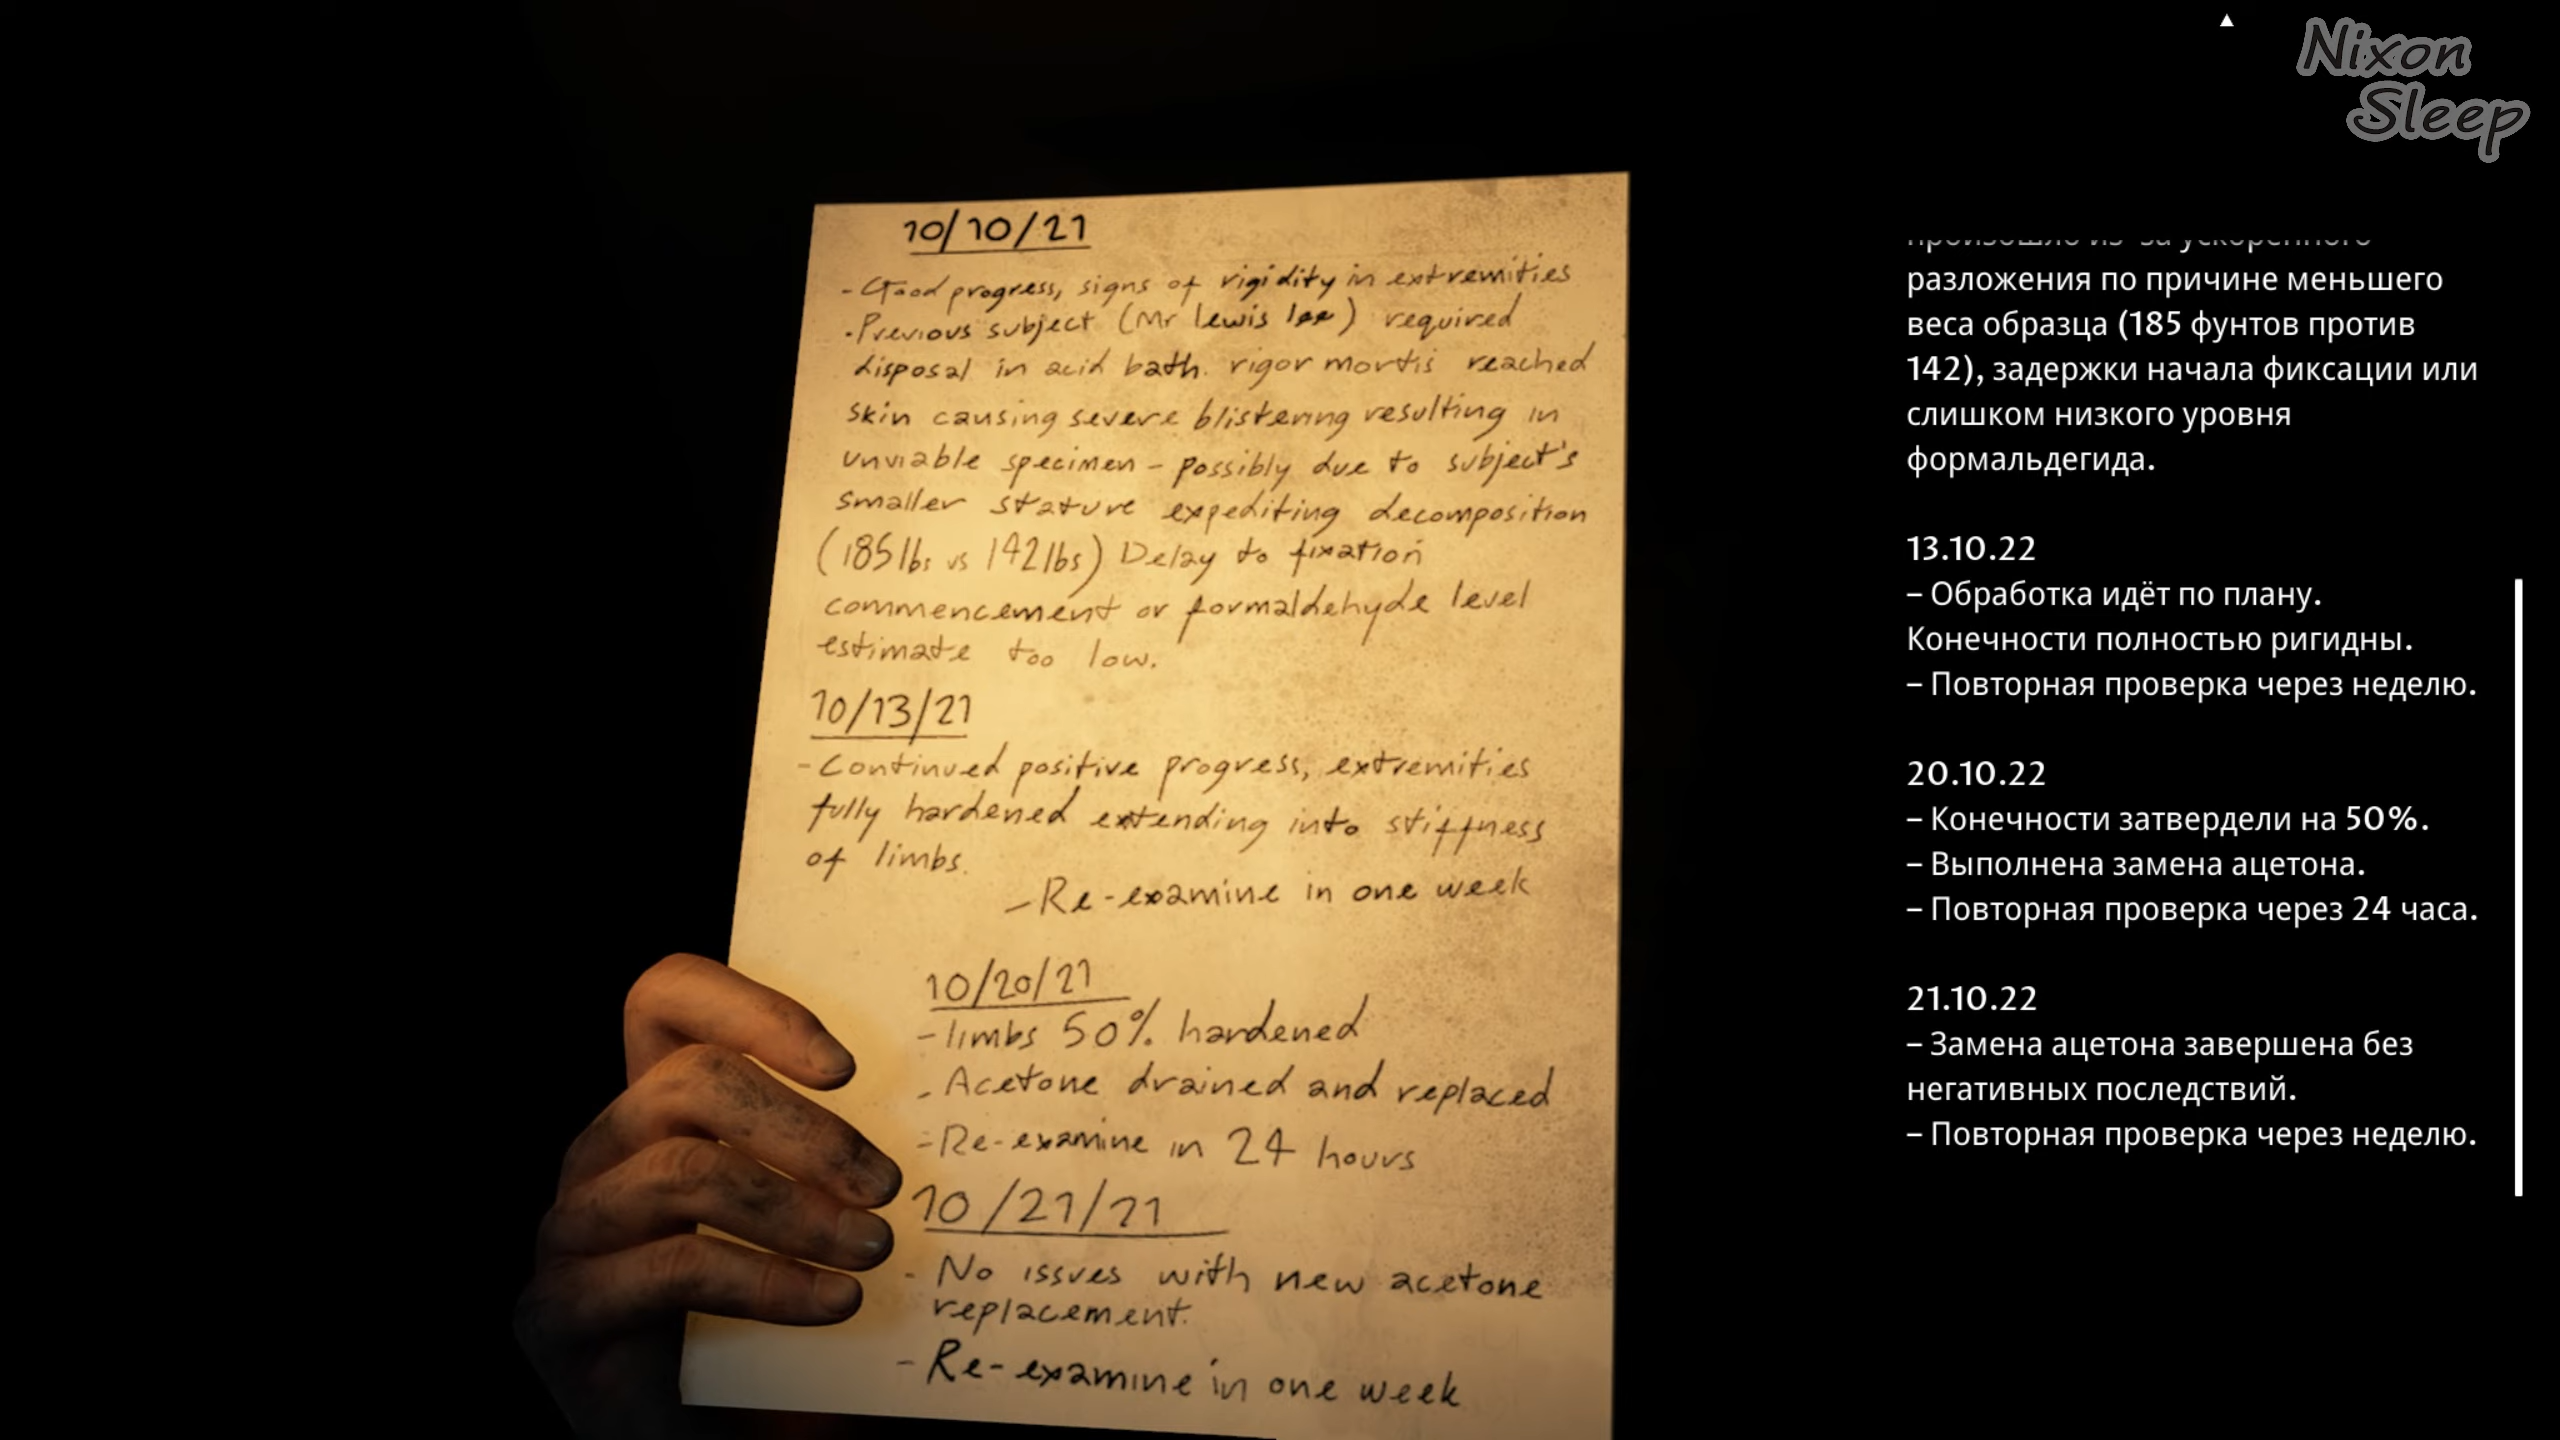 Nixon
Sleep
10/10/21
- Good progress, signs of rigidity in extremities
- Previous subject (Mr lewis lee) required
disposal in acid bath. rigor mortis reached
skin causing severe blistering resulting in
unviable specimen - possibly due to subject's
smaller stature expediting decomposition
(185 lbs vs 142 lbs) Delay to fixation
commencement or formaldehyde level
estimate too low.
10/13/21
- Continued positive progress, extremities
fully hardened extending into stiffness
of limbs.
- Re-examine in one week
10/20/21
- limbs 50% hardened
- Acetone drained and replaced
- Re-examine in 24 hours
10/21/21
- No issues with new acetone
replacement.
- Re-examine in one week
произошло из-за ускоренного
разложения по причине меньшего
веса образца (185 фунтов против
142), задержки начала фиксации или
слишком низкого уровня
формальдегида.
13.10.22
– Обработка идёт по плану.
Конечности полностью ригидны.
– Повторная проверка через неделю.
20.10.22
– Конечности затвердели на 50%.
– Выполнена замена ацетона.
– Повторная проверка через 24 часа.
21.10.22
– Замена ацетона завершена без
негативных последствий.
– Повторная проверка через неделю.